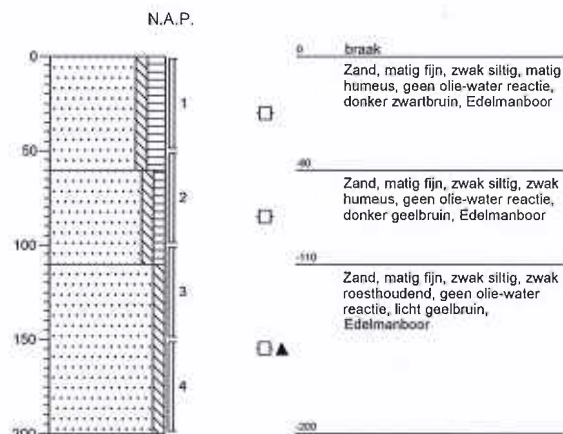 N.A.P.
0
50
100
150
200
1
2
3
4
0 braak
Zand, matig fijn, zwak siltig, matig
humeus, geen olie-water reactie,
donker zwartbruin, Edelmanboor
-60
Zand, matig fijn, zwak siltig, zwak
humeus, geen olie-water reactie,
donker geelbruin, Edelmanboor
-110
Zand, matig fijn, zwak siltig, zwak
roesthoudend, geen olie-water
reactie, licht geelbruin,
Edelmanboor
-200